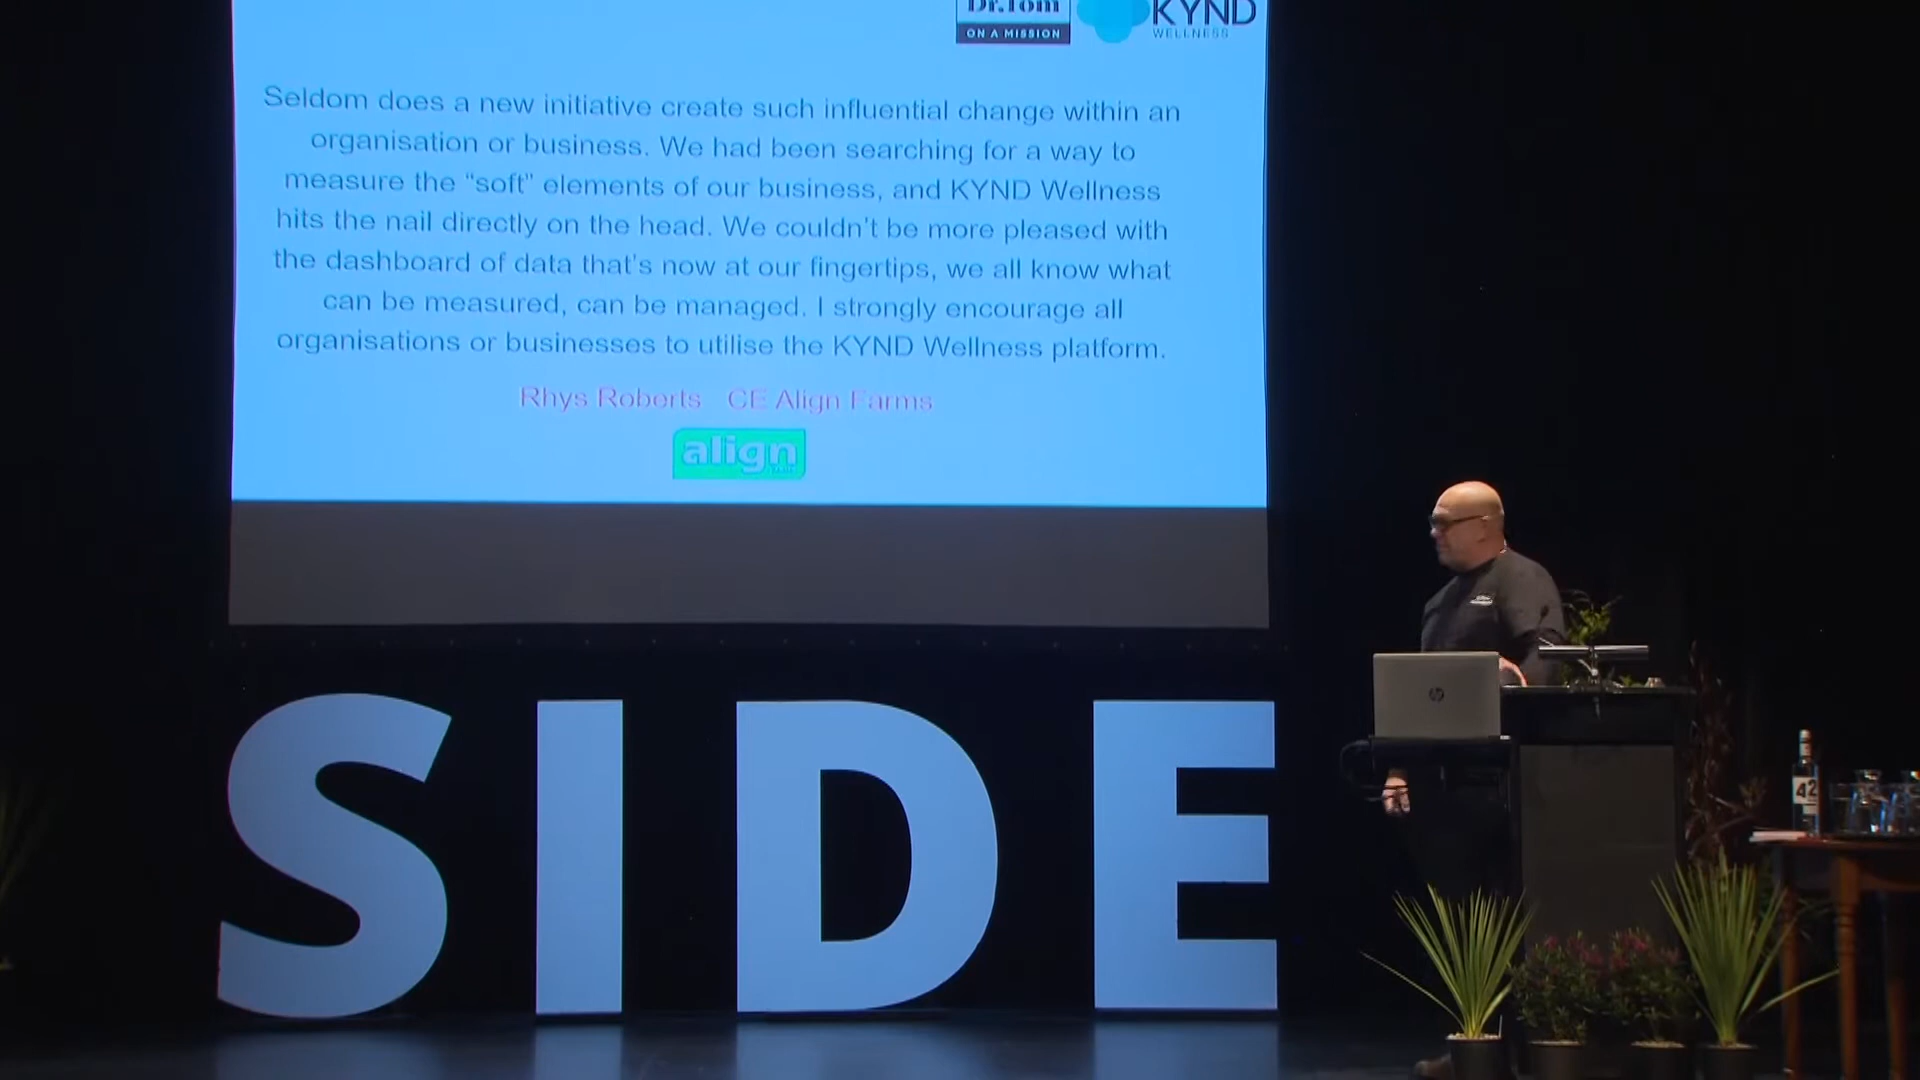 Dr.Tom
ON A MISSION
KYND
WELLNESS
Seldom does a new initiative create such influential change within an
organisation or business. We had been searching for a way to
measure the "soft" elements of our business, and KYND Wellness
hits the nail directly on the head. We couldn't be more pleased with
the dashboard of data that's now at our fingertips, we all know what
can be measured, can be managed. I strongly encourage all
organisations or businesses to utilise the KYND Wellness platform.
Rhys Roberts CE Align Farms
align
hp
42
SIDE